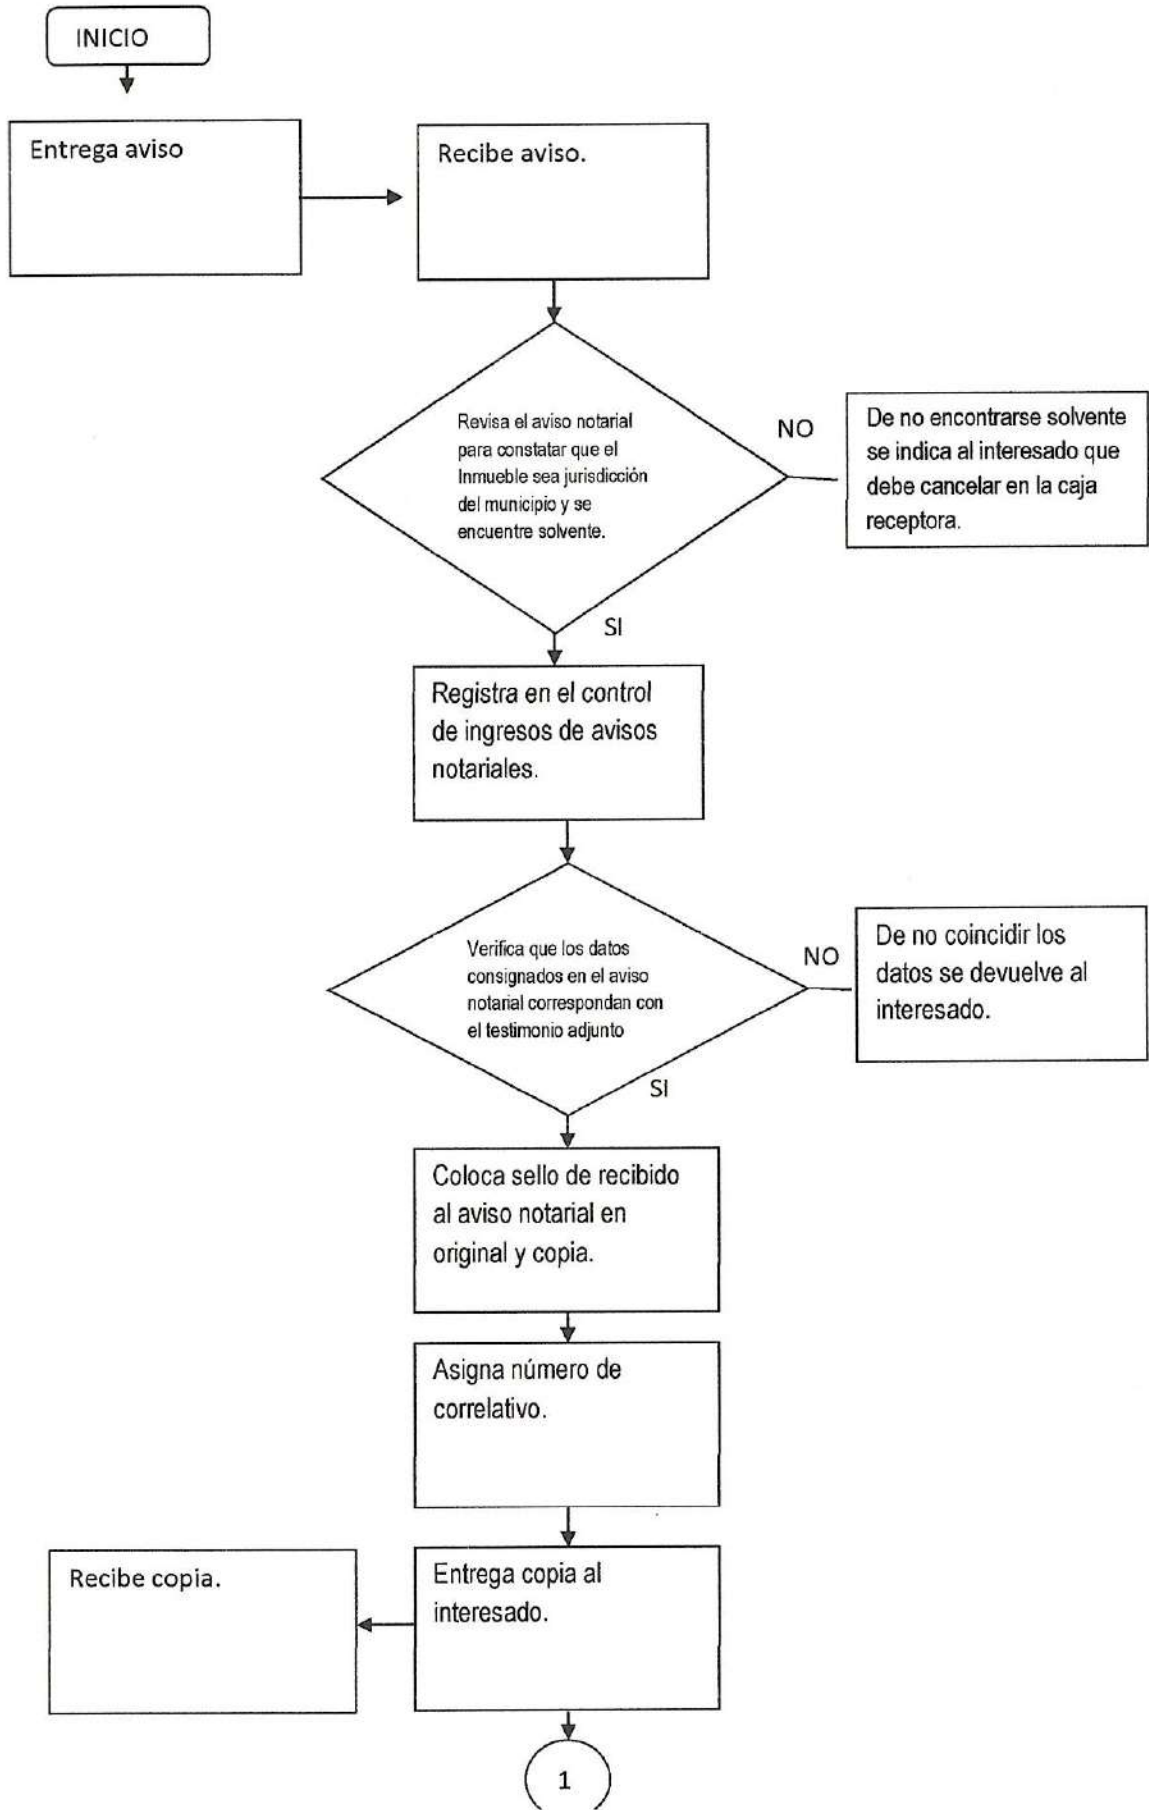 INICIO
Entrega aviso
Recibe aviso.
Revisa el aviso notarial
para constatar que el
Inmueble sea jurisdicción
del municipio y se
encuentre solvente.
NO
De no encontrarse solvente
se indica al interesado que
debe cancelar en la caja
receptora.
SI
Registra en el control
de ingresos de avisos
notariales.
Verifica que los datos
consignados en el aviso
notarial correspondan con
el testimonio adjunto
NO
De no coincidir los
datos se devuelve al
interesado.
SI
Coloca sello de recibido
al aviso notarial en
original y copia.
Asigna número de
correlativo.
Recibe copia.
Entrega copia al
interesado.
1